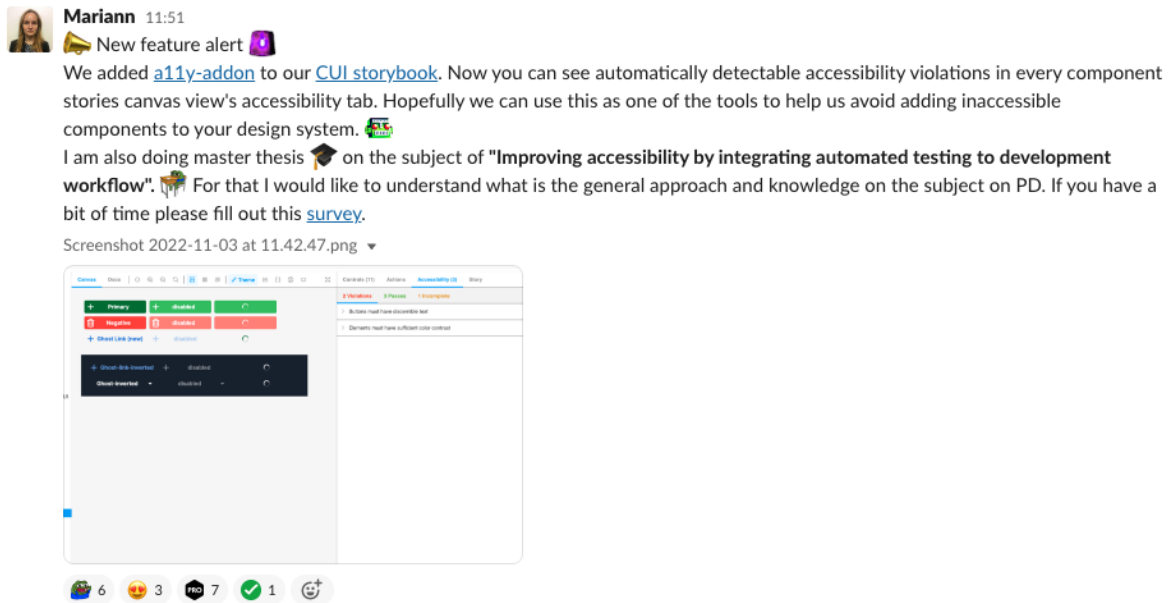 Mariann 11:51
New feature alert
We added a11y-addon to our CUI storybook. Now you can see automatically detectable accessibility violations in every component
stories canvas view's accessibility tab. Hopefully we can use this as one of the tools to help us avoid adding inaccessible
components to your design system.
I am also doing master thesis on the subject of "Improving accessibility by integrating automated testing to development
workflow". For that I would like to understand what is the general approach and knowledge on the subject on PD. If you have a
bit of time please fill out this survey.
Screenshot 2022-11-03 at 11.42.47.png
Canvas Docs Theme Controls (11) Actions Accessibility (3) Story
2 Violations 3 Passes 1 Incomplete
Primary disabled
Buttons must have discernible text
Negative disabled
Elements must have sufficient color contrast
Ghost Link (new) disabled
Ghost-link-inverted disabled
Ghost-inverted disabled
6 3 PRO 7 1